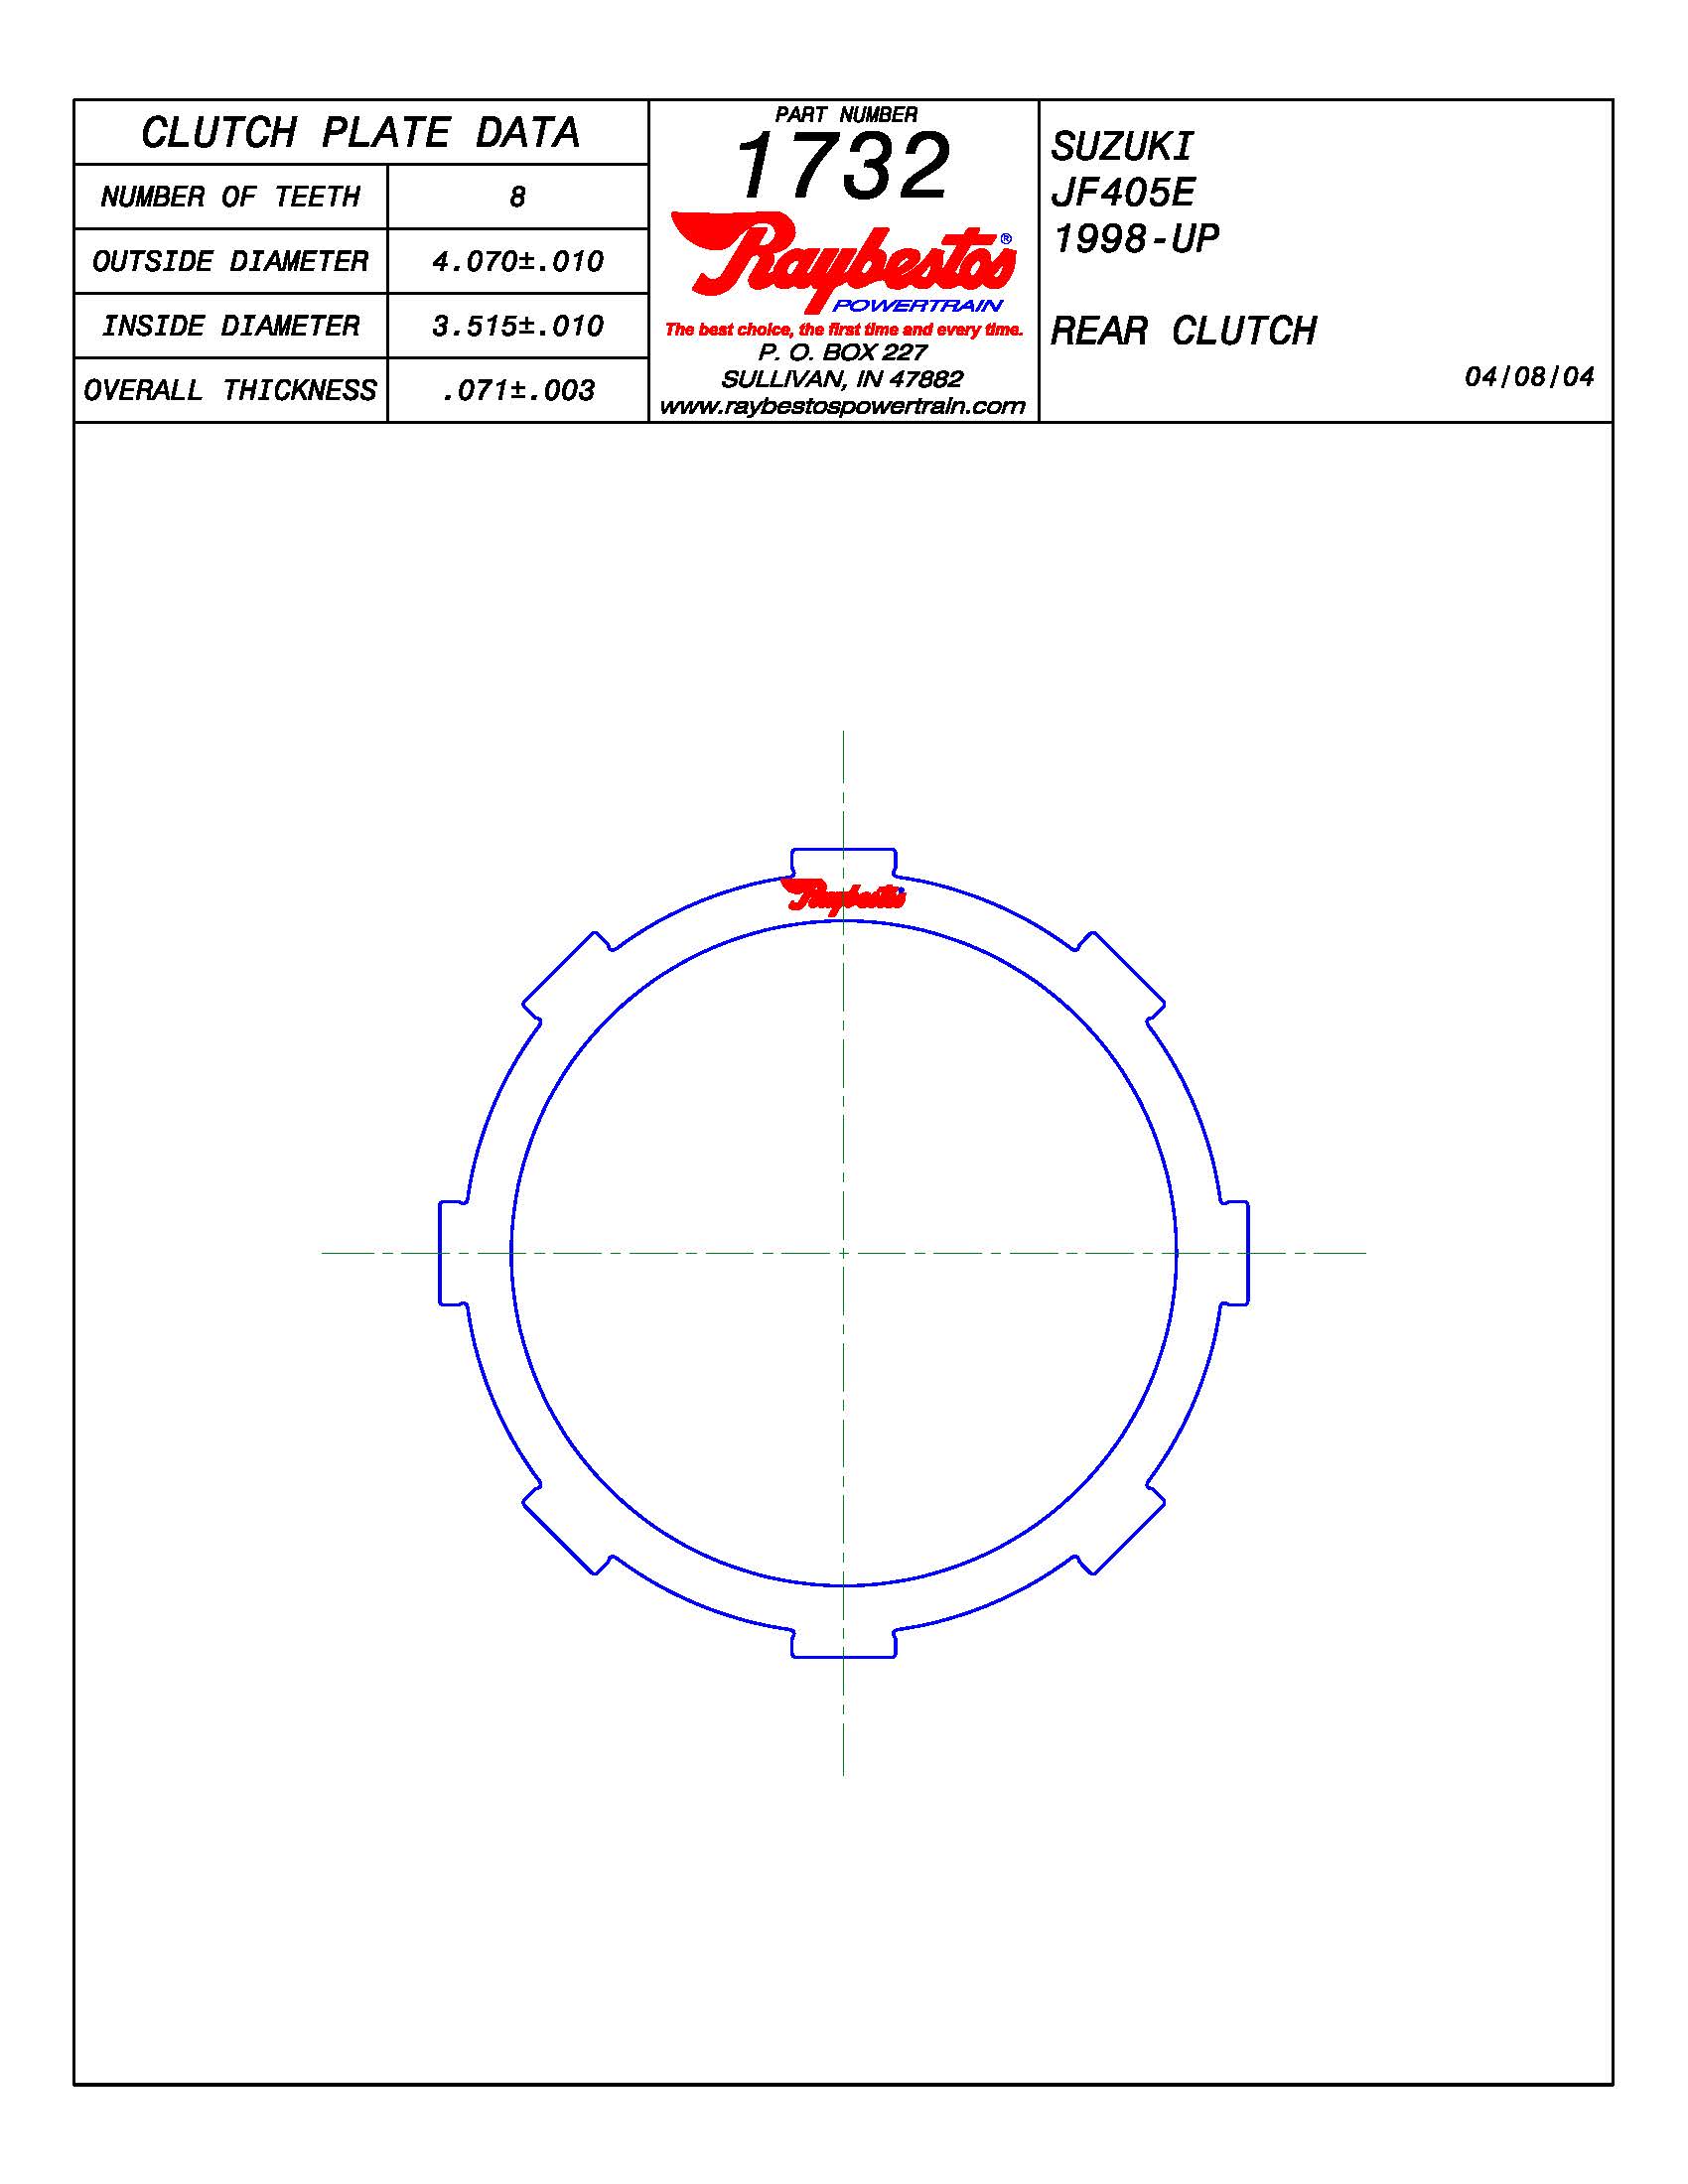 CLUTCH PLATE DATA
NUMBER OF TEETH 8
OUTSIDE DIAMETER 4.070±.010
INSIDE DIAMETER 3.515±.010
OVERALL THICKNESS .071±.003
PART NUMBER
1732
Raybestos®
POWERTRAIN
The best choice, the first time and every time.
P. O. BOX 227
SULLIVAN, IN 47882
www.raybestospowertrain.com
SUZUKI
JF405E
1998-UP
REAR CLUTCH
04/08/04
Raybestos